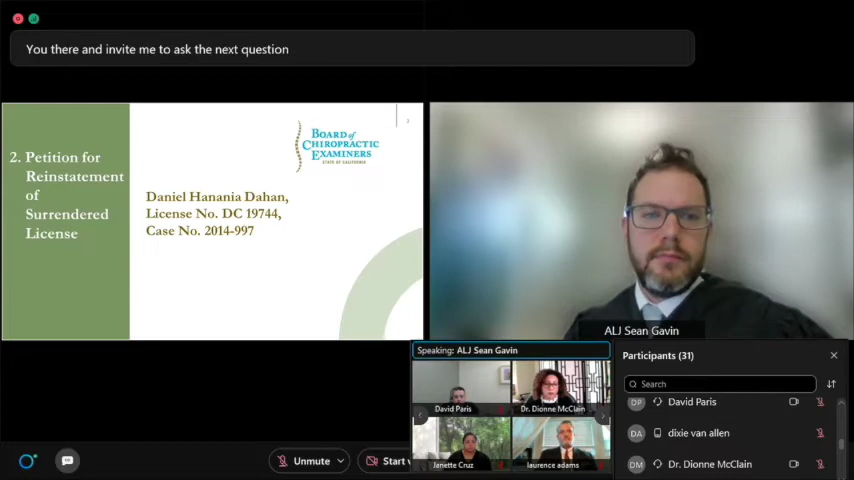 You there and invite me to ask the next question
2. Petition for
Reinstatement
of
Surrendered
License
BOARD of
CHIROPRACTIC
EXAMINERS
STATE OF CALIFORNIA
2
Daniel Hanania Dahan,
License No. DC 19744,
Case No. 2014-997
ALJ Sean Gavin
Speaking: ALJ Sean Gavin
David Paris
Dr. Dionne McClain
Janette Cruz
laurence adams
Participants (31)
Search
DP David Paris
DA dixie van allen
DM Dr. Dionne McClain
Unmute
Start